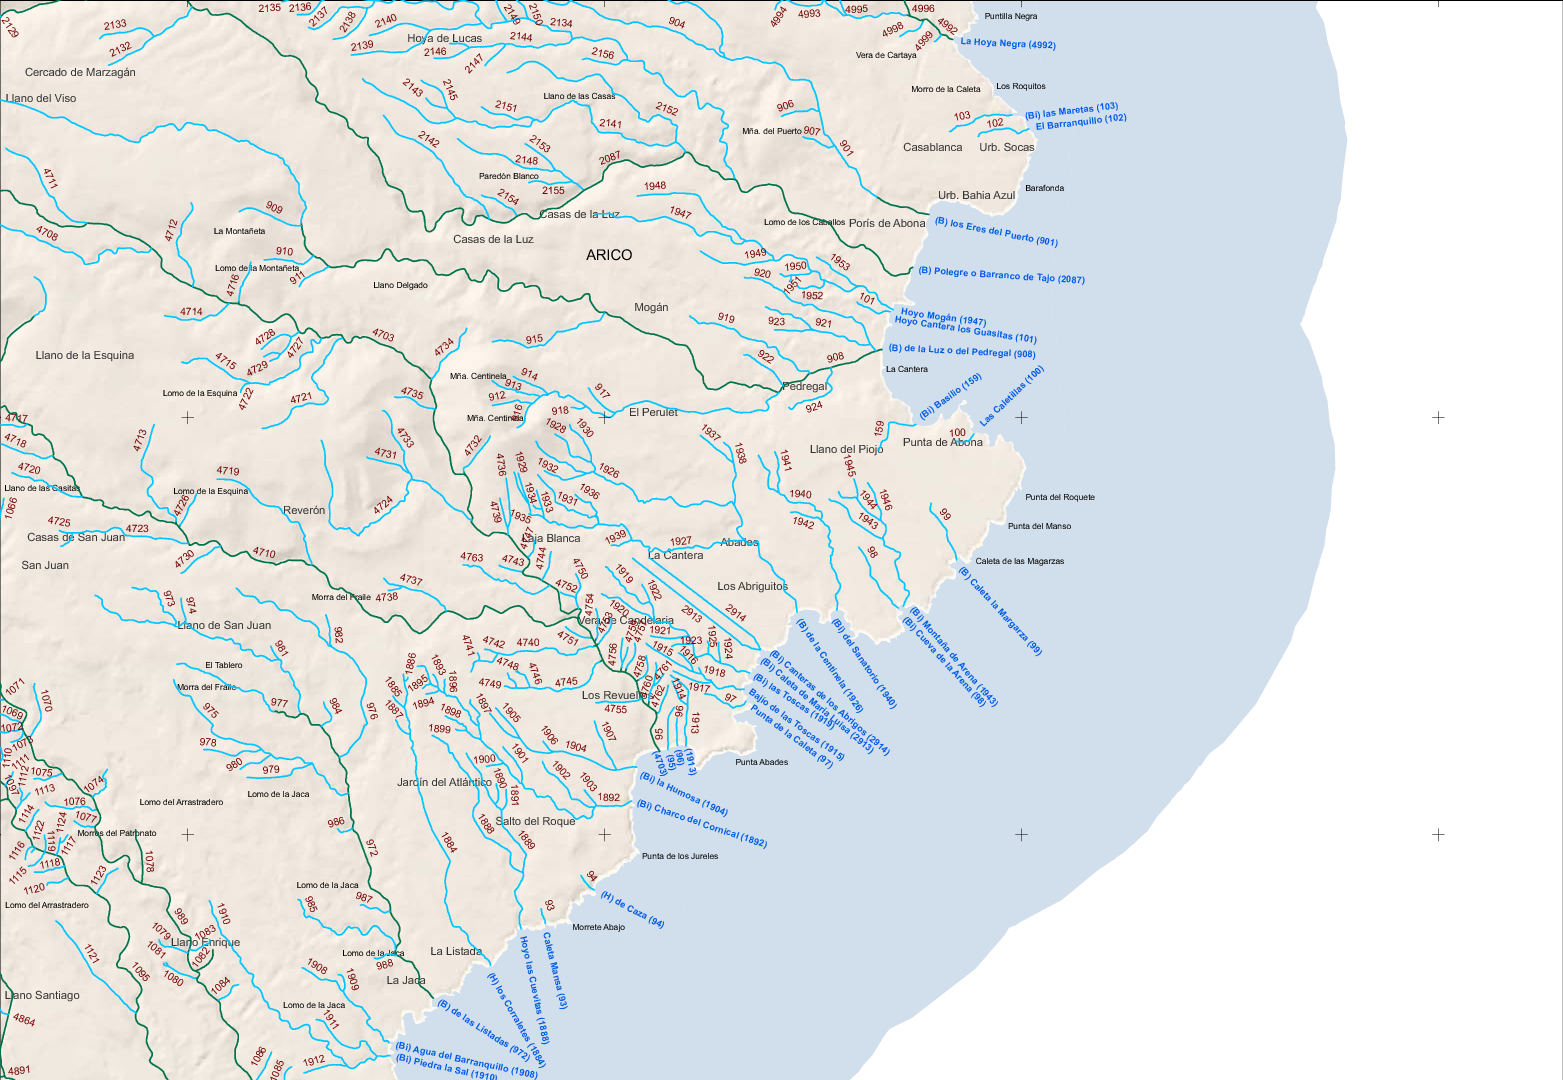 2129
2133
2132
2135
2136
2137
2138
2140
2139
2149
2150
2134
904
4994
4993
4995
4996
4998
4999
4992
Puntilla Negra
La Hoya Negra (4992)
Hoya de Lucas
2144
2146
2147
2156
Vera de Cartaya
Cercado de Marzagán
Llano del Viso
2143
2145
2151
Llano de las Casas
2152
2141
Morro de la Caleta
Los Roquitos
906
Mña. del Puerto
907
901
103
102
(Bi) las Maretas (103)
El Barranquillo (102)
Casablanca
Urb. Socas
2142
2153
2148
2087
Paredón Blanco
2154
2155
1948
Barafonda
Urb. Bahia Azul
4711
909
4712
4708
La Montañeta
Casas de la Luz
Casas de la Luz
1947
Lomo de los Caballos
Porís de Abona
(B) los Eres del Puerto (901)
910
ARICO
Lomo de la Montañeta
911
4716
Llano Delgado
1949
1950
1953
920
1951
1952
101
(B) Polegre o Barranco de Tajo (2087)
Mogán
Hoyo Mogán (1947)
Hoyo Cantera los Guasitas (101)
4714
919
923
921
4728
4727
4703
4734
915
(B) de la Luz o del Pedregal (908)
Llano de la Esquina
4715
4729
922
908
La Cantera
Lomo de la Esquina
4722
4721
Mña. Centinela
914
913
912
916
917
4735
Pedregal
924
(Bi) Basilio (159)
Las Caletillas (100)
4717
Mña. Centinela
918
El Perulet
159
100
Punta de Abona
4718
4713
4733
4732
1928
1930
1937
1938
Llano del Piojo
4720
4719
4731
4736
1929
1932
1926
1941
1945
Llano de las Casitas
Lomo de la Esquina
1066
4726
Reverón
4724
1934
1933
1931
1936
1940
1944
1946
Punta del Roquete
4725
4723
4739
1935
1942
1943
99
Punta del Manso
Casas de San Juan
4730
4710
Laja Blanca
1939
1927
Abades
La Cantera
98
Caleta de las Magarzas
San Juan
4763
4743
4744
4750
1919
1922
Los Abriguitos
(B) Caleta la Margarza (99)
4737
4738
Morra del Fraile
4752
4754
973
974
1920
2913
2914
Llano de San Juan
982
Vera de Candelaria
(Bi) Montaña de Arena (1943)
(Bi) Cueva de la Arena (98)
(Bi) de la Centinela (1926)
(Bi) del Sanatorio (1940)
981
4741
4742
4740
4751
4756
1921
1923
1925
1924
1915
1916
El Tablero
1886
1893
1896
4748
4746
4758
4761
1918
(Bi) Canteras de los Abrigos (2914)
(Bi) Caleta de María Luisa (2913)
(Bi) las Toscas (1919)
Bajío de las Toscas (1915)
Punta de la Caleta (97)
Morra del Fraile
1071
1070
975
977
984
976
1885
1895
1894
1887
4749
4745
Los Revueltos
4760
4762
1914
1917
97
1069
1072
1073
1898
1897
1905
4755
1899
1906
1904
1907
95
96
1913
(4703)
(95)
(96)
(1913)
1110
1111
1112
978
980
979
1900
1901
1902
1903
Punta Abades
1075
1097
1113
1074
Lomo de la Jaca
Jardín del Atlántico
1890
1891
1892
(Bi) la Humosa (1904)
1114
1076
1077
Lomo del Arrastradero
986
(Bi) Charco del Cornical (1892)
1122
1124
1119
1117
Morros del Patronato
1884
1888
1889
Salto del Roque
1116
1115
1118
1078
972
Punta de los Jureles
1120
1123
Lomo de la Jaca
94
(H) de Caza (94)
Lomo del Arrastradero
989
1910
985
987
93
Morrete Abajo
1079
1083
Llano Enrique
1081
1082
1121
1095
1080
1084
Lomo de la Jaca
988
1908
1909
La Listada
La Jaca
Hoyo las Cuevitas (1888)
Caleta Mansa (93)
(H) los Corraletes (1884)
Llano Santiago
Lomo de la Jaca
(B) de las Listadas (972)
4864
1911
1086
1085
1912
(Bi) Agua del Barranquillo (1908)
(Bi) Piedra la Sal (1910)
4891